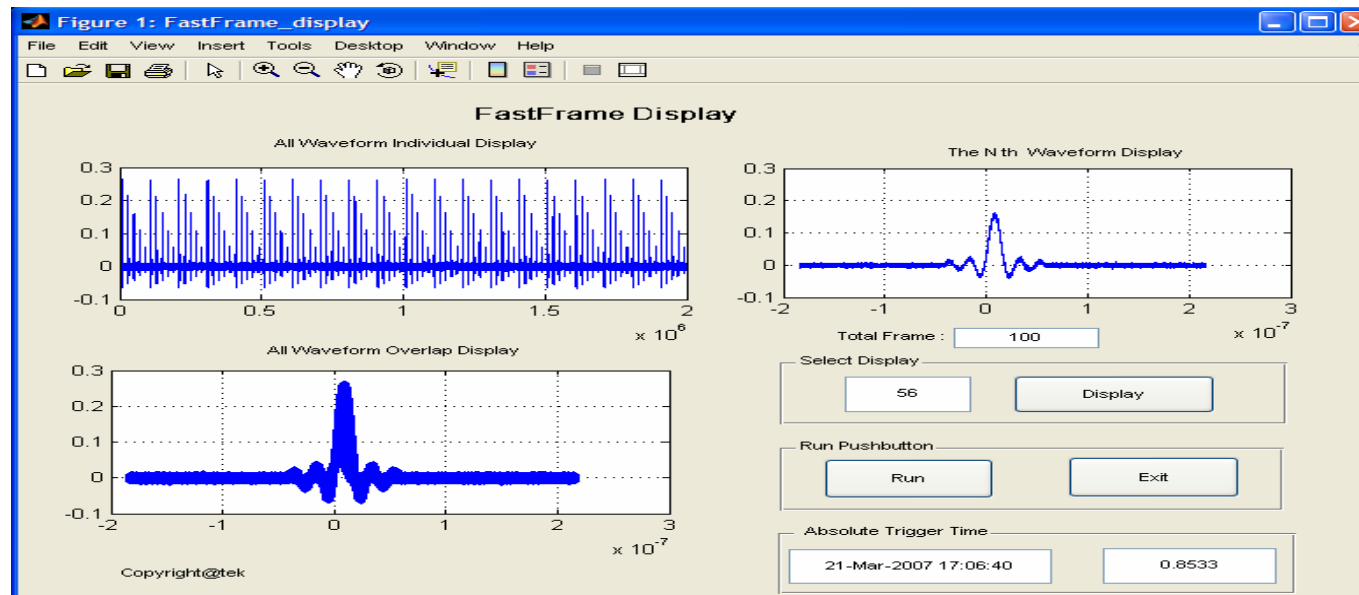 Figure 1: FastFrame_display
File Edit View Insert Tools Desktop Window Help
FastFrame Display
All Waveform Individual Display
0.3
0.2
0.1
0
-0.1
0 0.5 1 1.5 2
x 10^6
The N th Waveform Display
0.3
0.2
0.1
0
-0.1
-2 -1 0 1 2 3
x 10^-7
Total Frame : 100
All Waveform Overlap Display
0.3
0.2
0.1
0
-0.1
-2 -1 0 1 2 3
x 10^-7
Select Display
56 Display
Run Pushbutton
Run Exit
Absolute Trigger Time
21-Mar-2007 17:06:40 0.8533
Copyright@tek